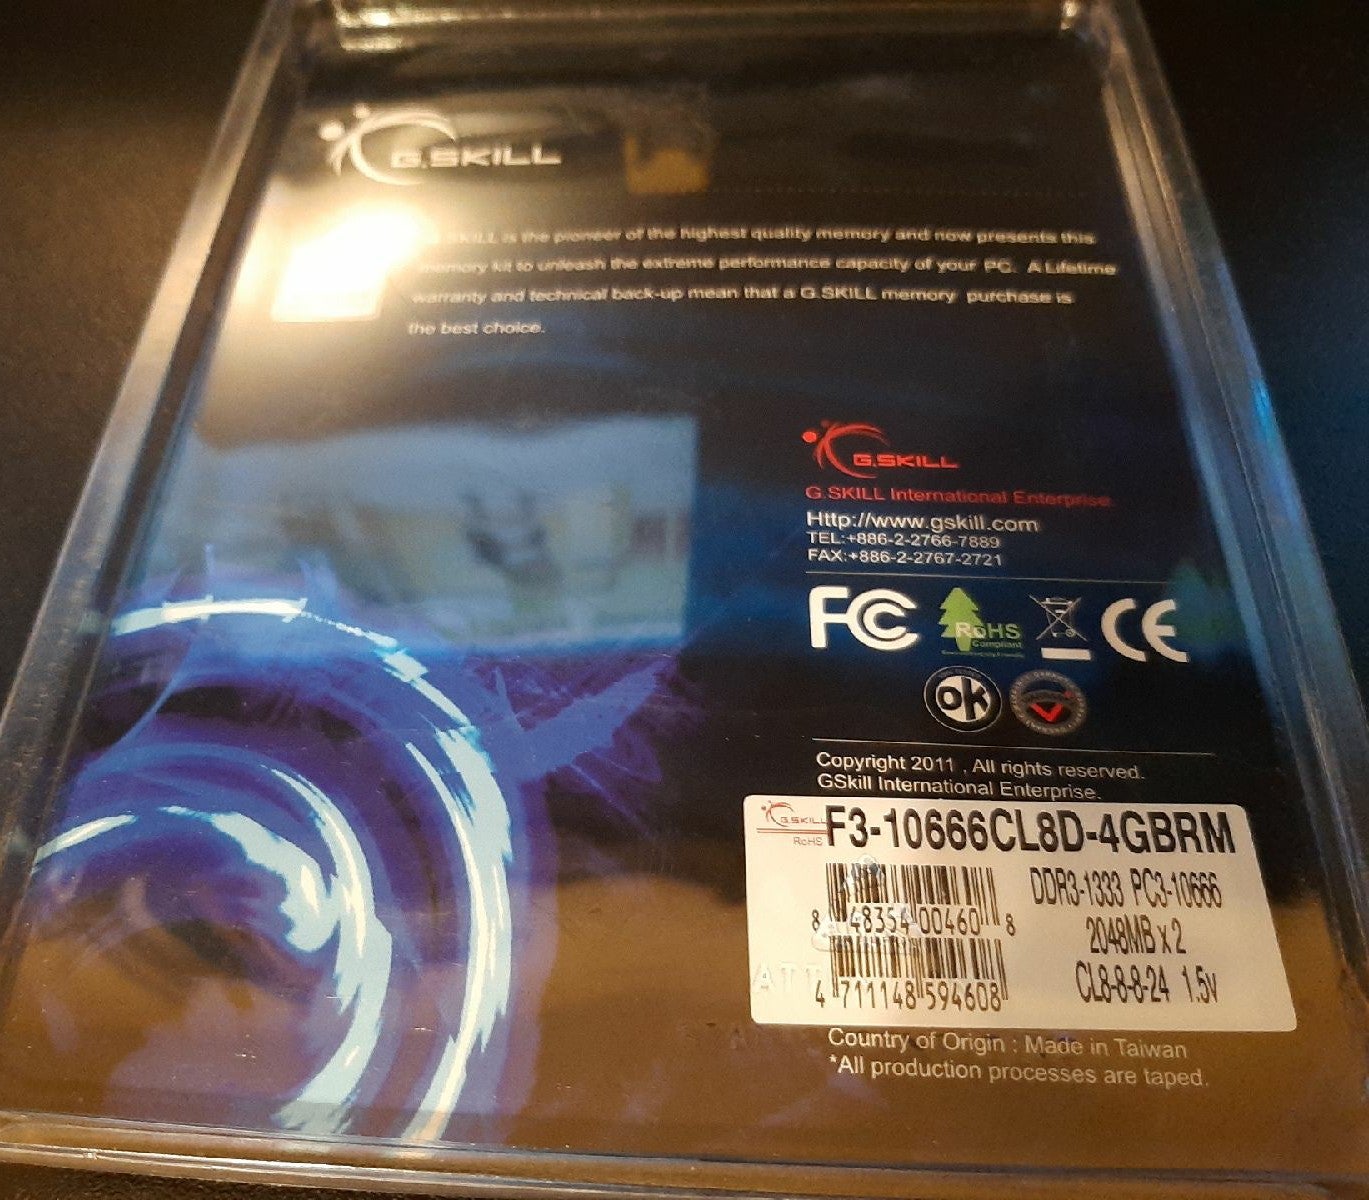 G.SKILL
SKILL is the pioneer of the highest quality memory and now presents this
memory kit to unleash the extreme performance capacity of your PC. A Lifetime
warranty and technical back-up mean that a G.SKILL memory purchase is
the best choice.
G.SKILL
G.SKILL International Enterprise.
Http://www.gskill.com
TEL:+886-2-2766-7889
FAX:+886-2-2767-2721
FC RoHS CE
Compliant
OK
Copyright 2011 , All rights reserved.
GSkill International Enterprise.
G.SKILL F3-10666CL8D-4GBRM
RoHS
DDR3-1333 PC3-10666
8 48354 00460 8
2048MB x 2
CL8-8-8-24 1.5v
4 711148 594608
Country of Origin : Made in Taiwan
*All production processes are taped.